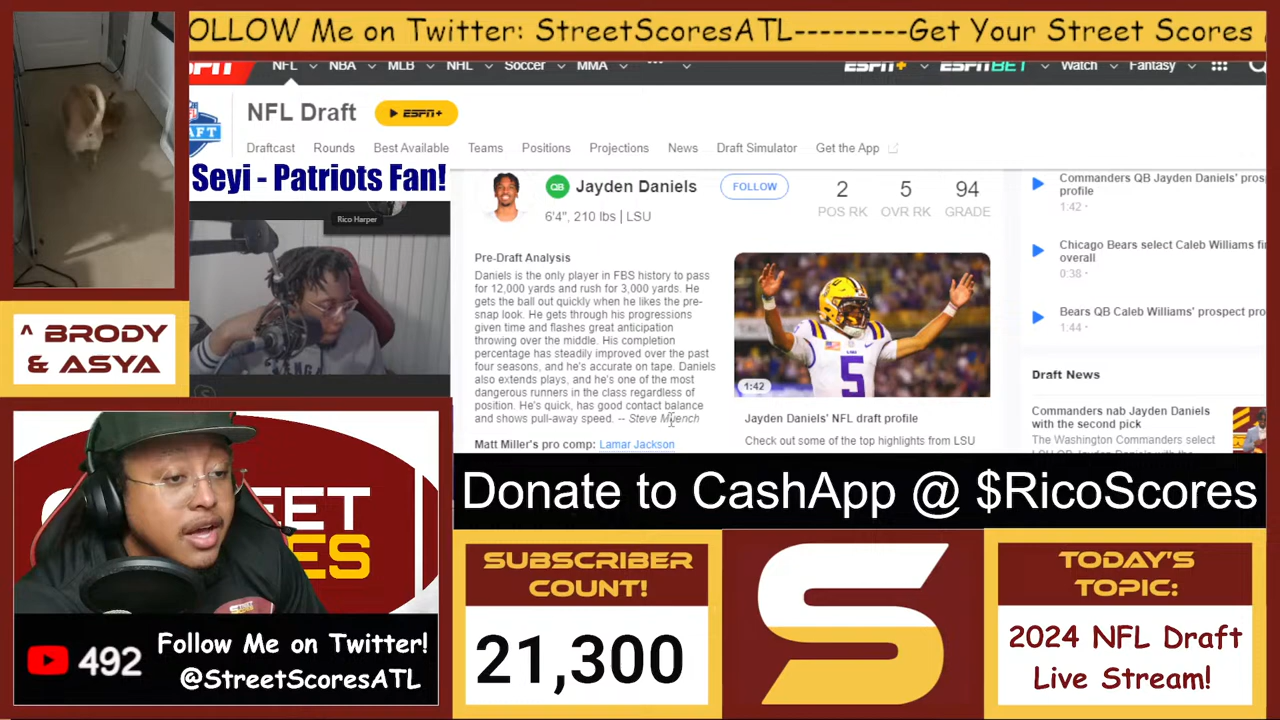 OLLOW Me on Twitter: StreetScoresATL---------Get Your Street Scores
NFL NBA MLB NHL Soccer MMA ESPN+ ESPN BET Watch Fantasy
NFL Draft ESPN+
Draftcast Rounds Best Available Teams Positions Projections News Draft Simulator Get the App
Seyi - Patriots Fan!
Rico Harper
QB Jayden Daniels FOLLOW 2 5 94
6'4", 210 lbs | LSU POS RK OVR RK GRADE
Pre-Draft Analysis
Daniels is the only player in FBS history to pass
for 12,000 yards and rush for 3,000 yards. He
gets the ball out quickly when he likes the pre-
snap look. He gets through his progressions
given time and flashes great anticipation
throwing over the middle. His completion
percentage has steadily improved over the past
four seasons, and he's accurate on tape. Daniels
also extends plays, and he's one of the most
dangerous runners in the class regardless of
position. He's quick, has good contact balance
and shows pull-away speed. -- Steve
Matt Miller's pro comp: Lamar Jackson
5
1:42
Jayden Daniels' NFL draft profile
Check out some of the top highlights from LSU
Commanders QB Jayden Daniels' pros
profile
1:42
Chicago Bears select Caleb Williams fi
overall
0:38
Bears QB Caleb Williams' prospect pro
1:44
Draft News
Commanders nab Jayden Daniels
with the second pick
The Washington Commanders select
^ BRODY
& ASYA
Donate to CashApp @ $RicoScores
492
Follow Me on Twitter!
@StreetScoresATL
SUBSCRIBER
COUNT!
21,300
S
TODAY'S
TOPIC:
2024 NFL Draft
Live Stream!